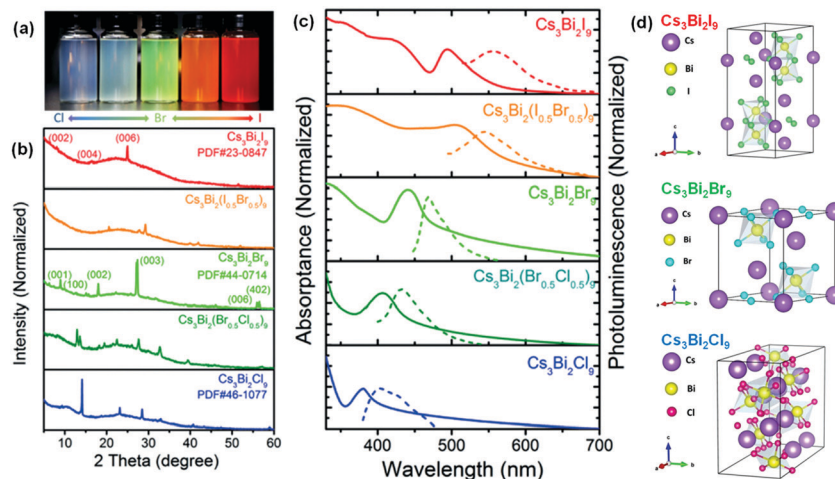 (a)
Cl Br I
(b)
Intensity (Normalized)
(002)
(004)
(006)
Cs₃Bi₂I₉
PDF#23-0847
Cs₃Bi₂(I₀.₅Br₀.₅)₉
(001)
(100)
(002)
(003)
Cs₃Bi₂Br₉
PDF#44-0714
(006)
(402)
Cs₃Bi₂(Br₀.₅Cl₀.₅)₉
Cs₃Bi₂Cl₉
PDF#46-1077
10 20 30 40 50 60
2 Theta (degree)
(c)
Absorptance (Normalized)
Cs₃Bi₂I₉
Cs₃Bi₂(I₀.₅Br₀.₅)₉
Cs₃Bi₂Br₉
Cs₃Bi₂(Br₀.₅Cl₀.₅)₉
Cs₃Bi₂Cl₉
400 500 600 700
Wavelength (nm)
Photoluminescence (Normalized)
(d)
Cs₃Bi₂I₉
Cs
Bi
I
c
a b
Cs₃Bi₂Br₉
Cs
Bi
Br
c
a b
Cs₃Bi₂Cl₉
Cs
Bi
Cl
c
a b